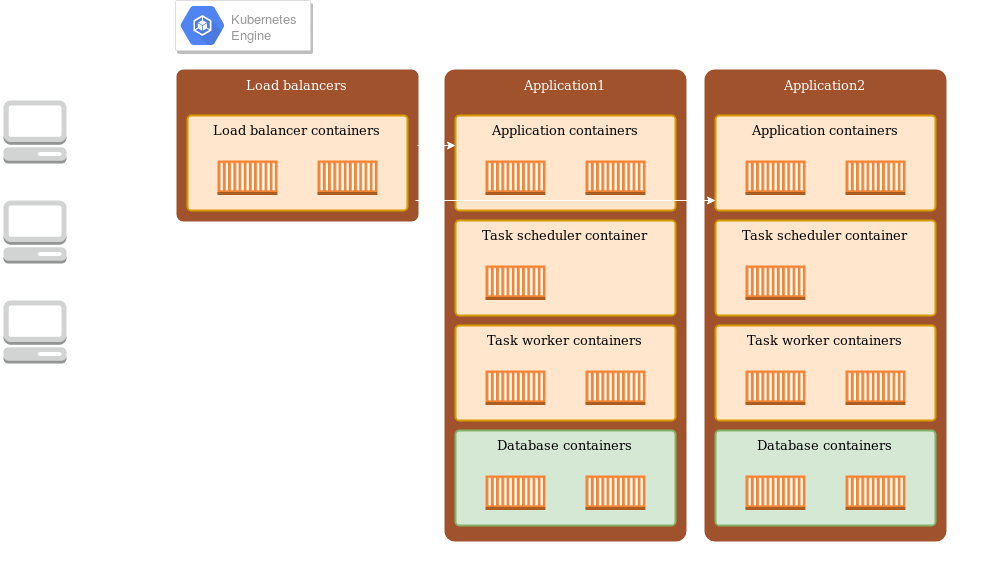 Kubernetes
Engine
Load balancers
Load balancer containers
Application1
Application containers
Task scheduler container
Task worker containers
Database containers
Application2
Application containers
Task scheduler container
Task worker containers
Database containers